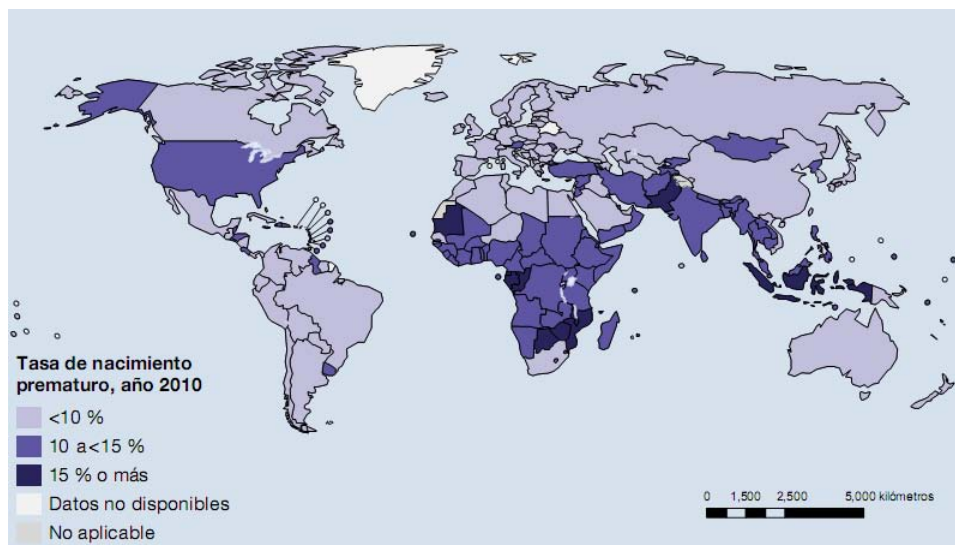 Tasa de nacimiento
prematuro, año 2010
<10 %
10 a<15 %
15 % o más
Datos no disponibles
No aplicable
0 1,500 2,500 5,000 kilómetros